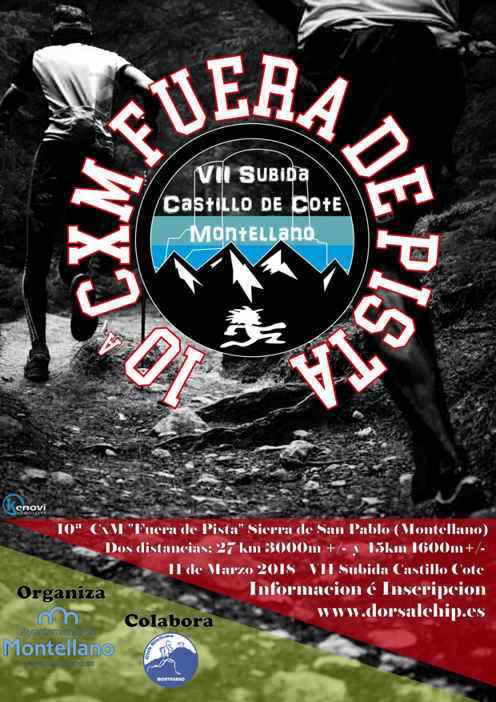 10ª CXM FUERA DE PISTA
VII SUBIDA
CASTILLO DE COTE
MONTELLANO
Kenovi
10ª CxM "Fuera de Pista" Sierra de San Pablo (Montellano)
Dos distancias: 27 km 3000m +/- y 15km 1600m+/-
11 de Marzo 2018 - VII Subida Castillo Cote
Informacion é Inscripcion
www.dorsalchip.es
Organiza
Montellano
Colabora
MONTELLANO